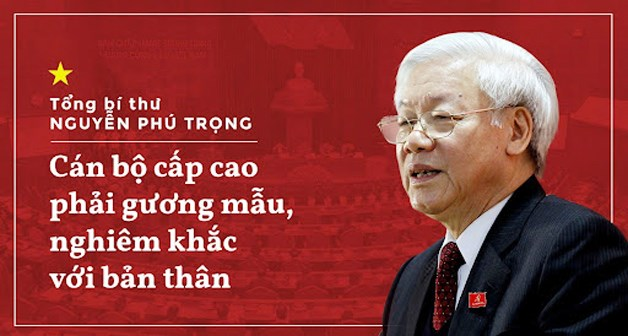 Tổng bí thư
NGUYỄN PHÚ TRỌNG
Cán bộ cấp cao
phải gương mẫu,
nghiêm khắc
với bản thân